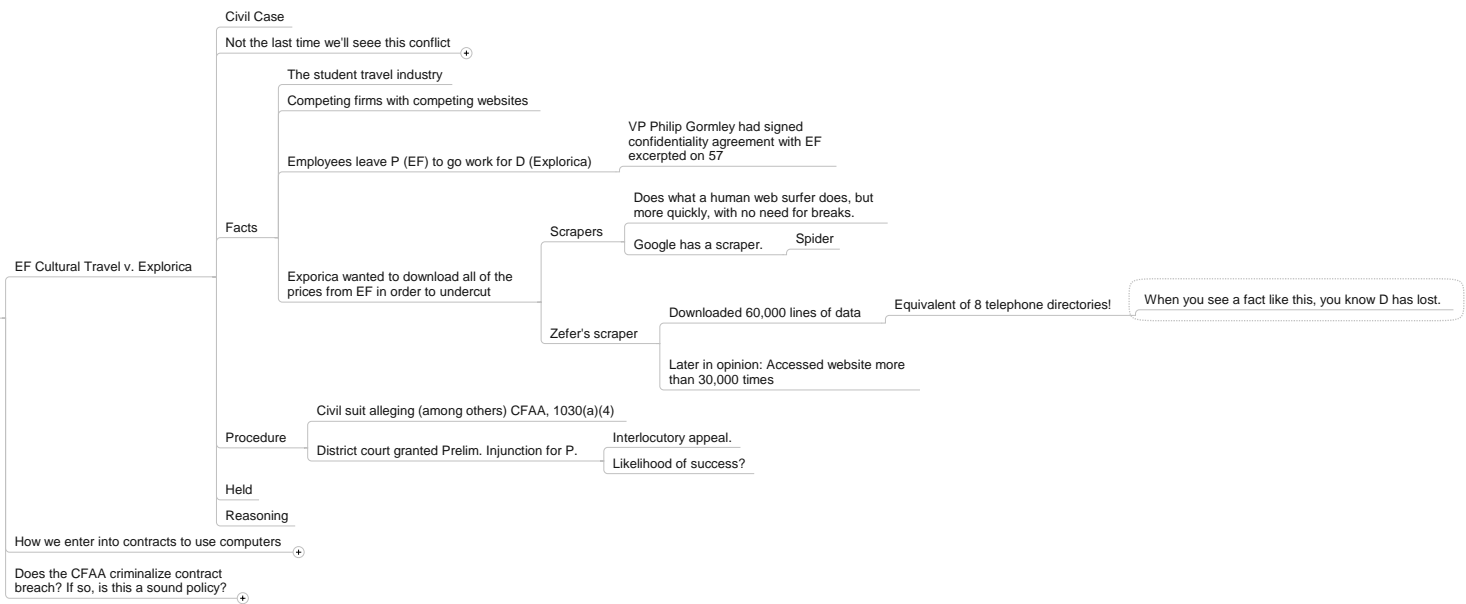 Civil Case
Not the last time we'll seee this conflict
The student travel industry
Competing firms with competing websites
VP Philip Gormley had signed
confidentiality agreement with EF
excerpted on 57
Employees leave P (EF) to go work for D (Explorica)
Does what a human web surfer does, but
more quickly, with no need for breaks.
Facts
Scrapers
Spider
Google has a scraper.
EF Cultural Travel v. Explorica
Exporica wanted to download all of the
prices from EF in order to undercut
When you see a fact like this, you know D has lost.
Equivalent of 8 telephone directories!
Downloaded 60,000 lines of data
Zefer's scraper
Later in opinion: Accessed website more
than 30,000 times
Civil suit alleging (among others) CFAA, 1030(a)(4)
Procedure
Interlocutory appeal.
District court granted Prelim. Injunction for P.
Likelihood of success?
Held
Reasoning
How we enter into contracts to use computers
Does the CFAA criminalize contract
breach? If so, is this a sound policy?